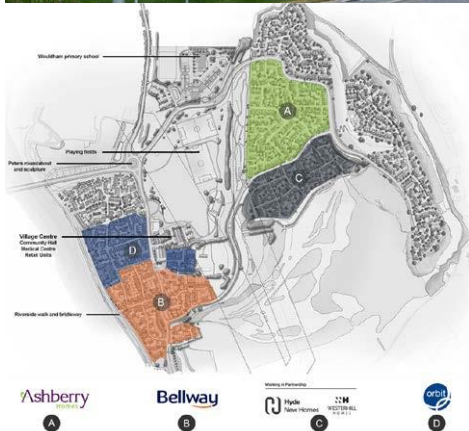 Wouldham primary school
A
Playing fields
Peters roundabout
and sculpture
C
Village Centre
Community Hall
Medical Centre
Retail Units
D
B
Riverside walk and bridleway
Ashberry
HOMES
Bellway
Working in Partnership
Hyde
New Homes
WESTERHILL
HOMES
orbit
A
B
C
D